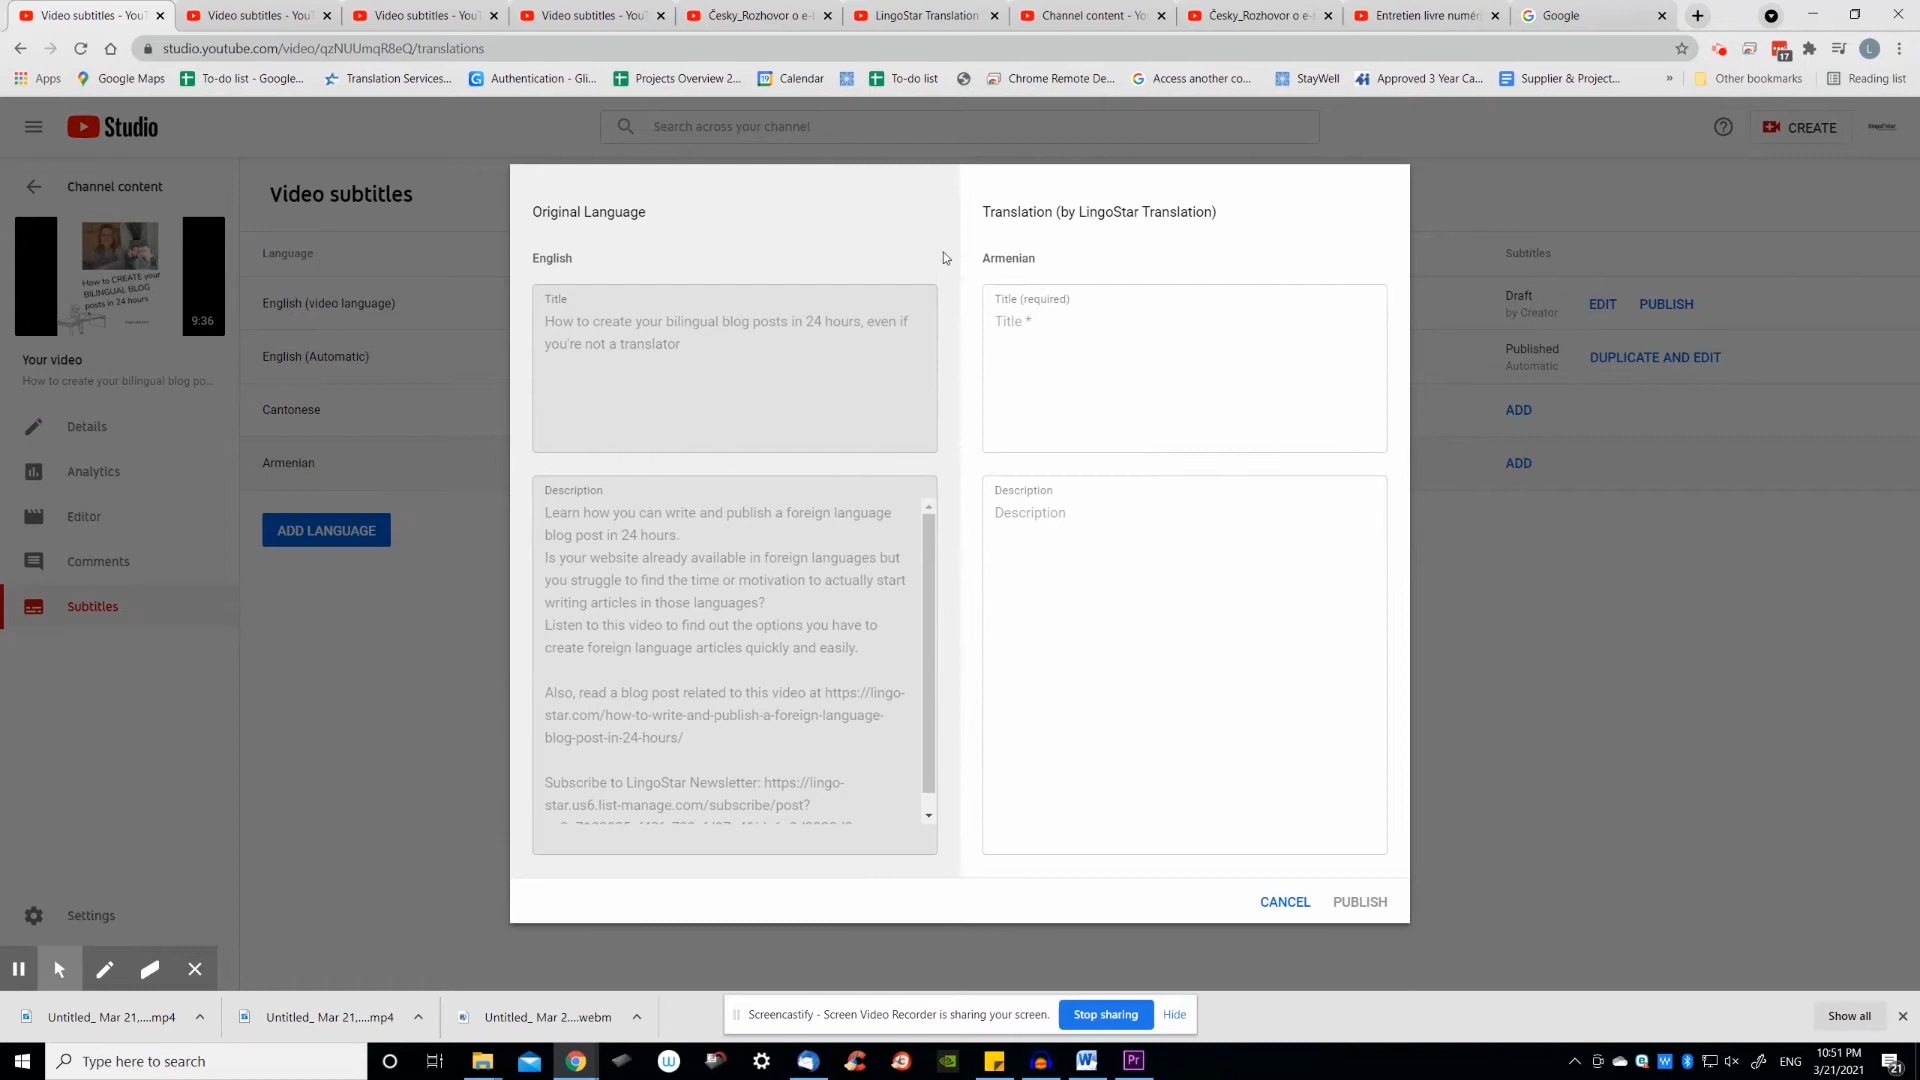 Video subtitles - YouT
Video subtitles - YouT
Video subtitles - YouT
Video subtitles - YouT
Česky_Rozhovor o e-l
LingoStar Translation
Channel content - Yo
Česky_Rozhovor o e-l
Entretien livre numér
Google
studio.youtube.com/video/qzNUUmqR8eQ/translations
17
L
Apps
Google Maps
To-do list - Google...
Translation Services...
Authentication - Gli...
Projects Overview 2...
Calendar
To-do list
Chrome Remote De...
Access another co...
StayWell
Approved 3 Year Ca...
Supplier & Project...
»
Other bookmarks
Reading list
Studio
Search across your channel
CREATE
Channel content
How to CREATE your
BILINGUAL BLOG
posts in 24 hours
9:36
Your video
How to create your bilingual blog po...
Details
Analytics
Editor
Comments
Subtitles
Settings
Video subtitles
Language
Subtitles
English (video language)
Draft
by Creator
EDIT
PUBLISH
English (Automatic)
Published
Automatic
DUPLICATE AND EDIT
Cantonese
ADD
Armenian
ADD
ADD LANGUAGE
Original Language
English
Title
How to create your bilingual blog posts in 24 hours, even if
you're not a translator
Description
Learn how you can write and publish a foreign language
blog post in 24 hours.
Is your website already available in foreign languages but
you struggle to find the time or motivation to actually start
writing articles in those languages?
Listen to this video to find out the options you have to
create foreign language articles quickly and easily.
Also, read a blog post related to this video at https://lingo-
star.com/how-to-write-and-publish-a-foreign-language-
blog-post-in-24-hours/
Subscribe to LingoStar Newsletter: https://lingo-
star.us6.list-manage.com/subscribe/post?
Translation (by LingoStar Translation)
Armenian
Title (required)
Title *
Description
Description
CANCEL
PUBLISH
Untitled_ Mar 21,....mp4
Untitled_ Mar 21,....mp4
Untitled_ Mar 2....webm
Screencastify - Screen Video Recorder is sharing your screen.
Stop sharing
Hide
Show all
Type here to search
ENG
10:51 PM
3/21/2021
21